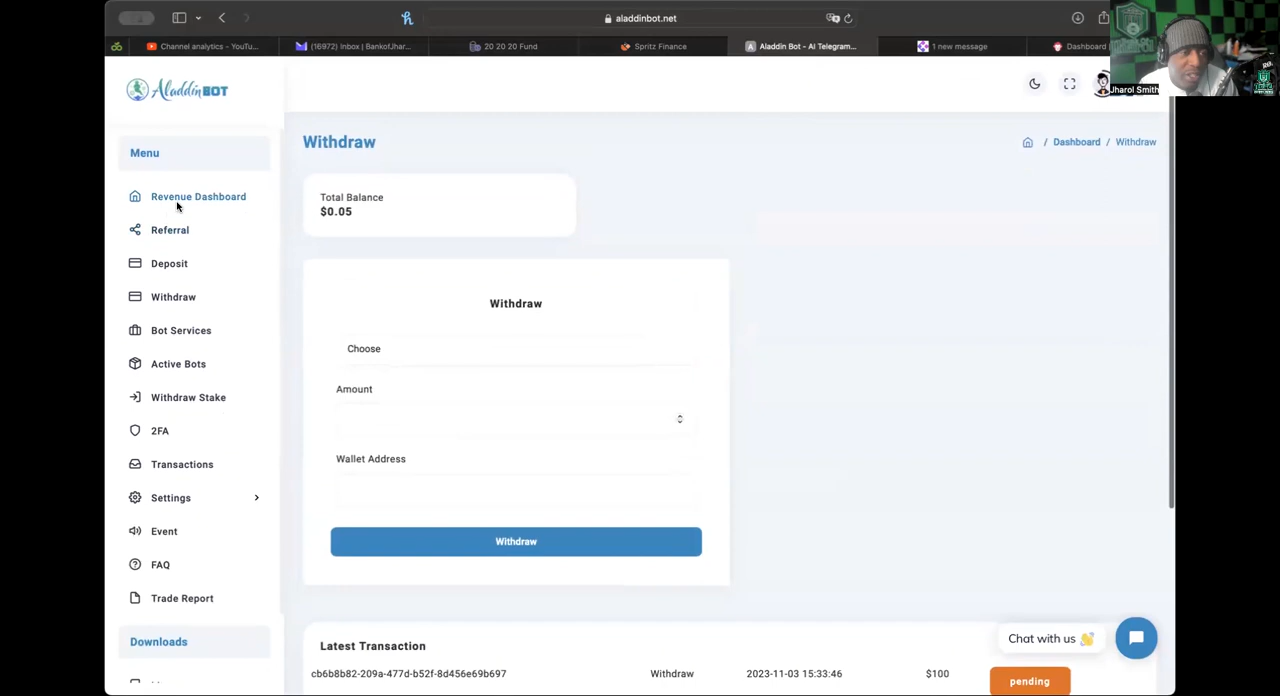 aladdinbot.net
Channel analytics - YouTu...
(16972) Inbox | BankofJhar...
20 20 20 Fund
Spritz Finance
Aladdin Bot - AI Telegram...
1 new message
Dashboard
Jharol Smith
Aladdin BOT
Menu
Revenue Dashboard
Referral
Deposit
Withdraw
Bot Services
Active Bots
Withdraw Stake
2FA
Transactions
Settings
Event
FAQ
Trade Report
Downloads
Withdraw
/ Dashboard / Withdraw
Total Balance
$0.05
Withdraw
Choose
Amount
Wallet Address
Withdraw
Latest Transaction
cb6b8b82-209a-477d-b52f-8d456e69b697 Withdraw 2023-11-03 15:33:46 $100 pending
Chat with us 👋